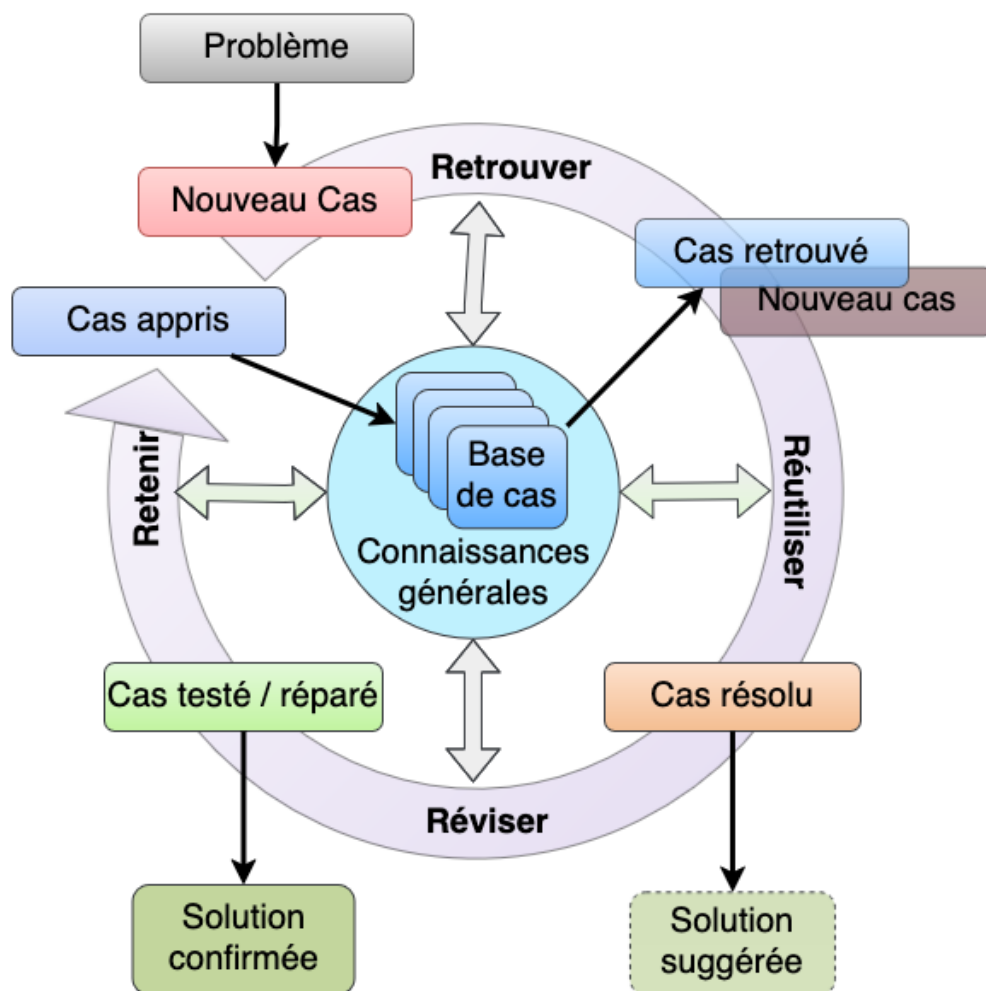 Problème
Retrouver
Nouveau Cas
Cas retrouvé
Nouveau cas
Cas appris
Base
de cas
Connaissances
générales
Retenir
Réutiliser
Cas testé / réparé
Cas résolu
Réviser
Solution
confirmée
Solution
suggérée